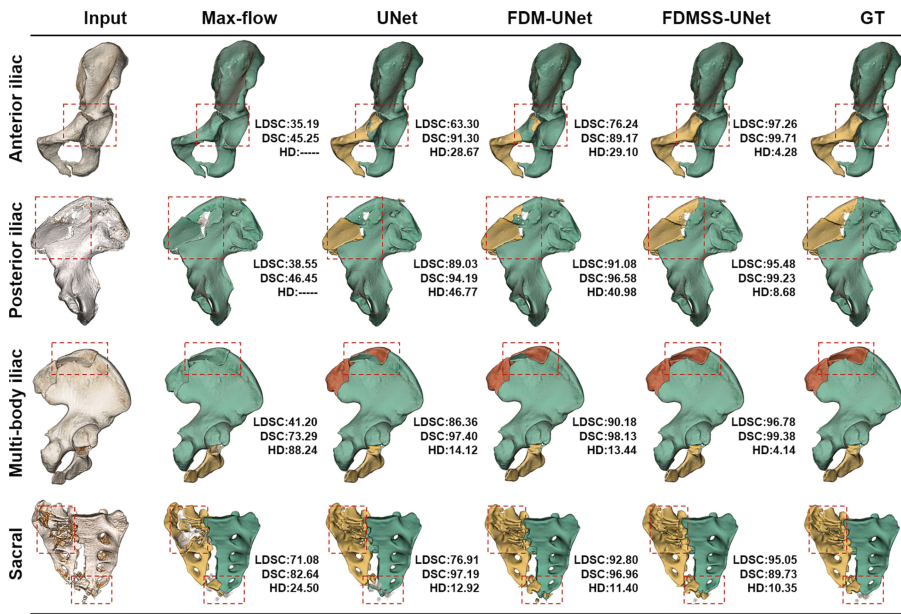 Input Max-flow UNet FDM-UNet FDMSS-UNet GT
Anterior iliac
LDSC:35.19 LDSC:63.30 LDSC:76.24 LDSC:97.26
DSC:45.25 DSC:91.30 DSC:89.17 DSC:99.71
HD:----- HD:28.67 HD:29.10 HD:4.28
Posterior iliac
LDSC:38.55 LDSC:89.03 LDSC:91.08 LDSC:95.48
DSC:46.45 DSC:94.19 DSC:96.58 DSC:99.23
HD:----- HD:46.77 HD:40.98 HD:8.68
Multi-body iliac
LDSC:41.20 LDSC:86.36 LDSC:90.18 LDSC:96.78
DSC:73.29 DSC:97.40 DSC:98.13 DSC:99.38
HD:88.24 HD:14.12 HD:13.44 HD:4.14
Sacral
LDSC:71.08 LDSC:76.91 LDSC:92.80 LDSC:95.05
DSC:82.64 DSC:97.19 DSC:96.96 DSC:89.73
HD:24.50 HD:12.92 HD:11.40 HD:10.35